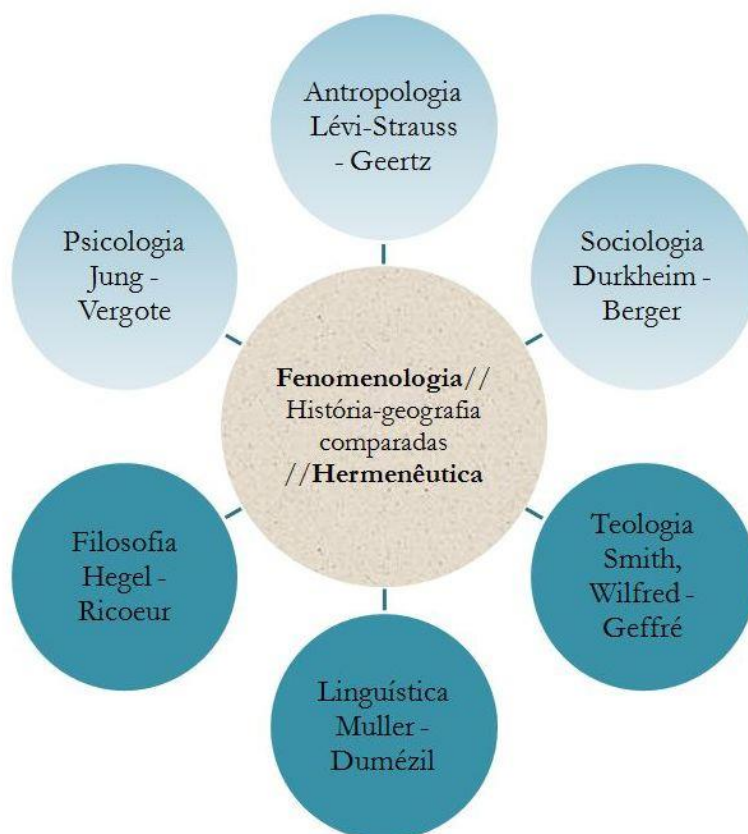 Antropologia
Lévi-Strauss
- Geertz
Psicologia
Jung -
Vergote
Sociologia
Durkheim -
Berger
Fenomenologia//
História-geografia
comparadas
//Hermenêutica
Filosofia
Hegel -
Ricoeur
Teologia
Smith,
Wilfred -
Geffré
Linguística
Muller -
Dumézil